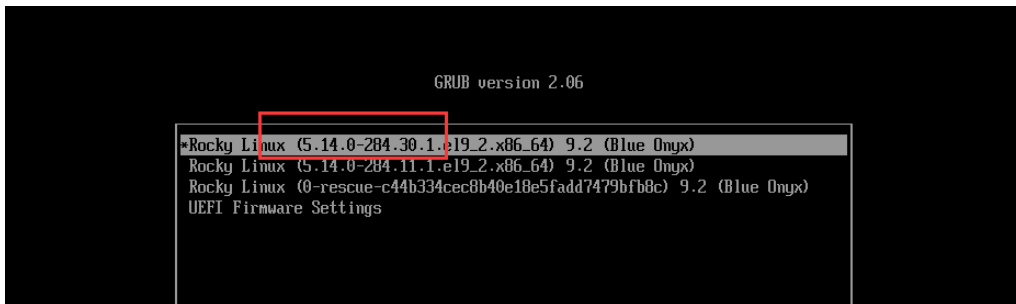 GRUB version 2.06
*Rocky Linux (5.14.0-284.30.1.el9_2.x86_64) 9.2 (Blue Onyx)
Rocky Linux (5.14.0-284.11.1.el9_2.x86_64) 9.2 (Blue Onyx)
Rocky Linux (0-rescue-c44b334cec8b40e18e5fadd7479bfb8c) 9.2 (Blue Onyx)
UEFI Firmware Settings